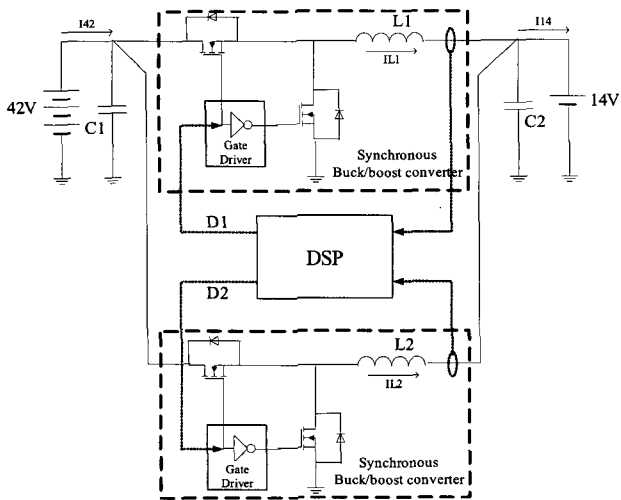 I42
L1
I14
IL1
42V
C1
C2
14V
Gate
Driver
Synchronous
Buck/boost converter
D1
DSP
D2
L2
IL2
Gate
Driver
Synchronous
Buck/boost converter